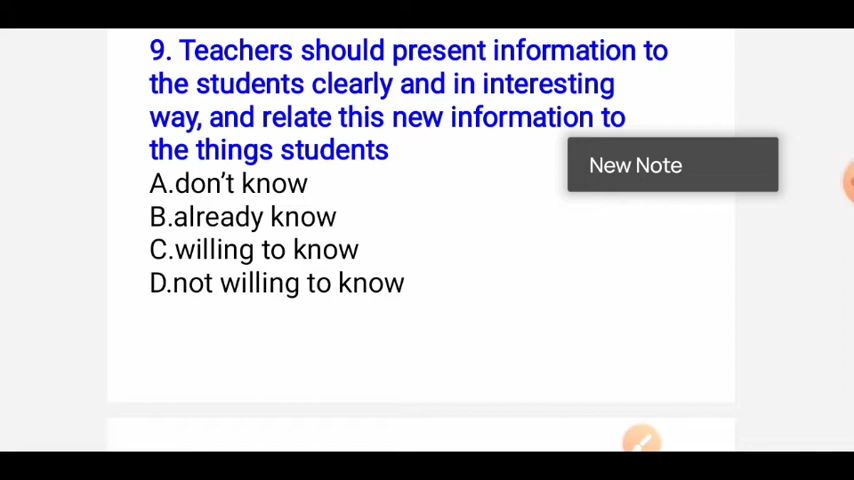 9. Teachers should present information to
the students clearly and in interesting
way, and relate this new information to
the things students
New Note
A.don't know
B.already know
C.willing to know
D.not willing to know